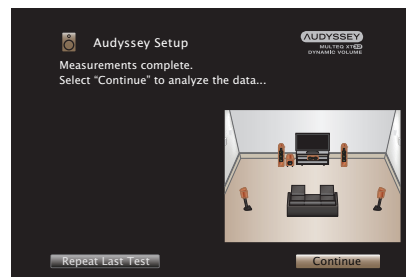 Audyssey Setup
AUDYSSEY
MULTEQ XT32
DYNAMIC VOLUME
Measurements complete.
Select “Continue” to analyze the data...
Repeat Last Test
Continue